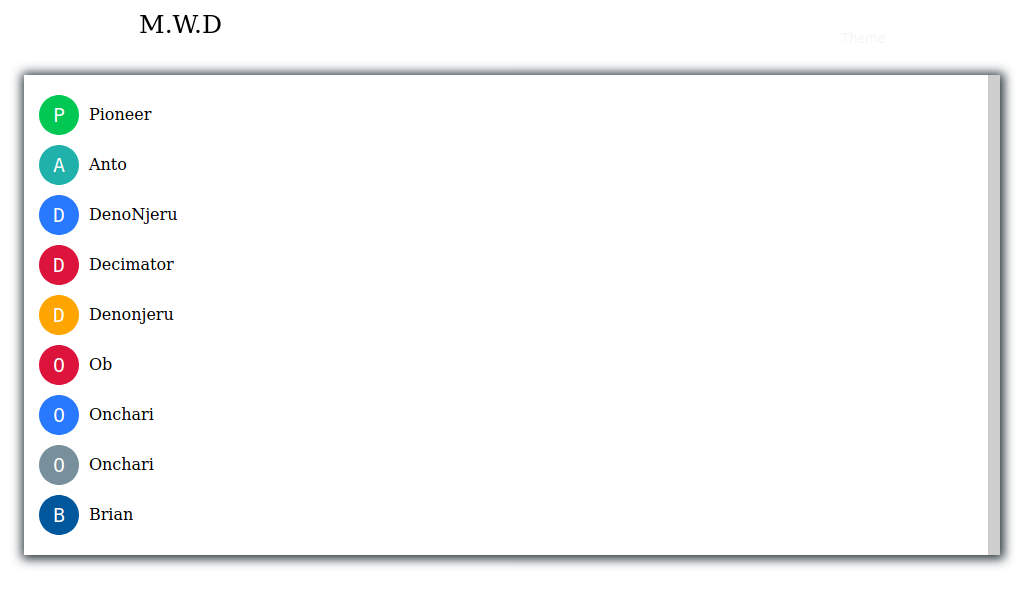 M.W.D
Theme
P Pioneer
A Anto
D DenoNjeru
D Decimator
D Denonjeru
O Ob
O Onchari
O Onchari
B Brian